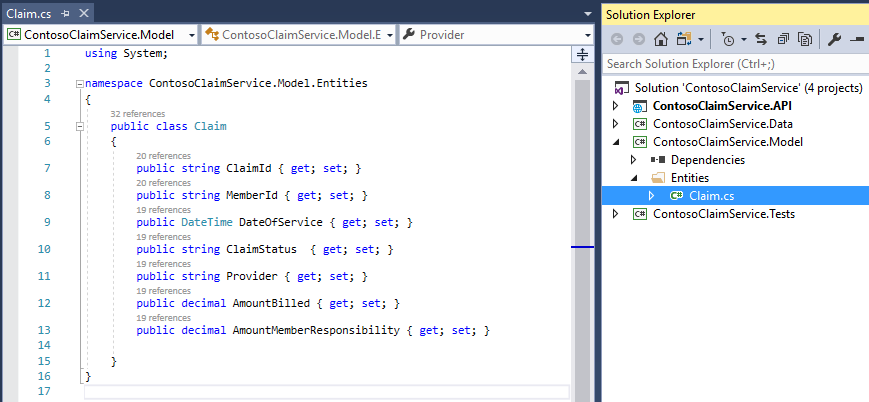 Claim.cs
ContosoClaimService.Model
ContosoClaimService.Model.E
Provider
1 using System;
2
3 namespace ContosoClaimService.Model.Entities
4 {
32 references
5 public class Claim
6 {
20 references
7 public string ClaimId { get; set; }
20 references
8 public string MemberId { get; set; }
19 references
9 public DateTime DateOfService { get; set; }
19 references
10 public string ClaimStatus  { get; set; }
19 references
11 public string Provider { get; set; }
19 references
12 public decimal AmountBilled { get; set; }
19 references
13 public decimal AmountMemberResponsibility { get; set; }
14
15 }
16 }
17
Solution Explorer
Search Solution Explorer (Ctrl+;)
Solution 'ContosoClaimService' (4 projects)
ContosoClaimService.API
C# ContosoClaimService.Data
C# ContosoClaimService.Model
Dependencies
Entities
C# Claim.cs
C# ContosoClaimService.Tests